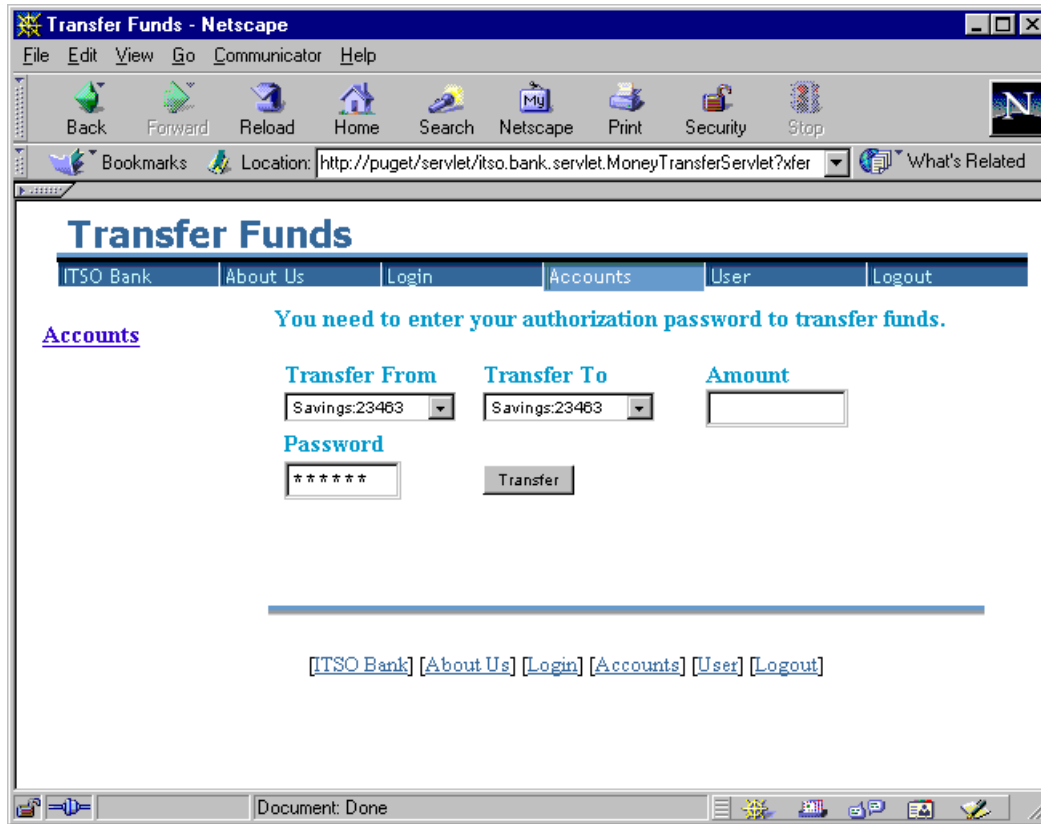 Transfer Funds - Netscape
File Edit View Go Communicator Help
Back Forward Reload Home Search Netscape Print Security Stop
My
N
Bookmarks Location: http://puget/servlet/itso.bank.servlet.MoneyTransferServlet?xfer What's Related
Transfer Funds
ITSO Bank About Us Login Accounts User Logout
You need to enter your authorization password to transfer funds.
Accounts
Transfer From Transfer To Amount
Savings:23463 Savings:23463
Password
****** Transfer
[ITSO Bank] [About Us] [Login] [Accounts] [User] [Logout]
Document: Done